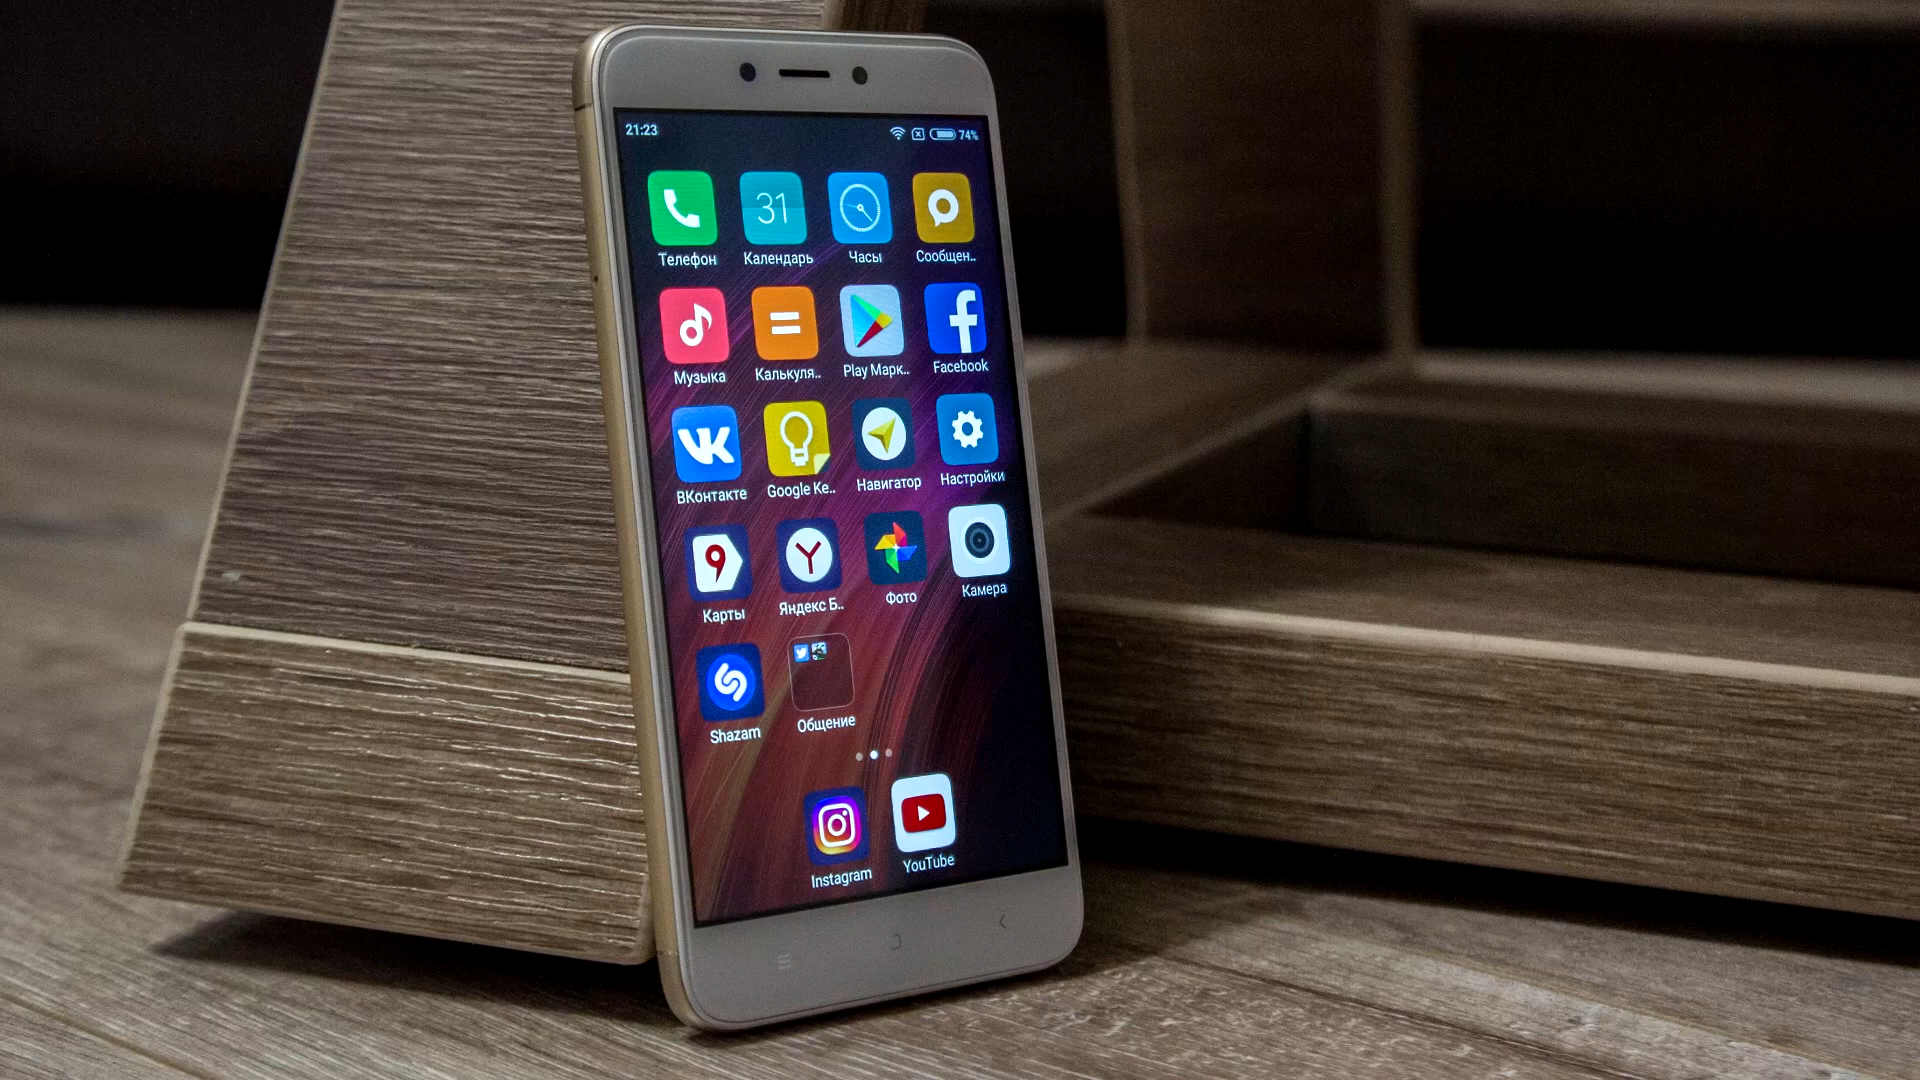 21:23 74%
31
Телефон Календарь Часы Сообщен..
Музыка Калькуля.. Play Марк.. Facebook
ВКонтакте Google Ke.. Навигатор Настройки
Карты Яндекс Б.. Фото Камера
Shazam Общение
Instagram YouTube